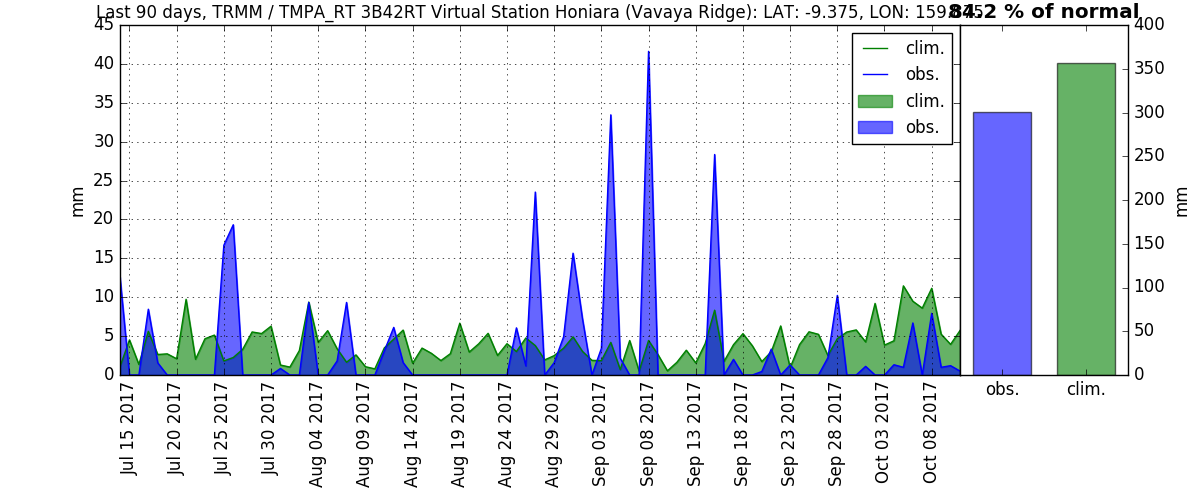 Last 90 days, TRMM / TMPA_RT 3B42RT Virtual Station Honiara (Vavaya Ridge): LAT: -9.375, LON:
84.2 % of normal
45
40
35
30
25
20
15
10
5
0
mm
clim.
obs.
clim.
obs.
400
350
300
250
200
150
100
50
0
mm
Jul 15 2017
Jul 20 2017
Jul 25 2017
Jul 30 2017
Aug 04 2017
Aug 09 2017
Aug 14 2017
Aug 19 2017
Aug 24 2017
Aug 29 2017
Sep 03 2017
Sep 08 2017
Sep 13 2017
Sep 18 2017
Sep 23 2017
Sep 28 2017
Oct 03 2017
Oct 08 2017
obs.
clim.